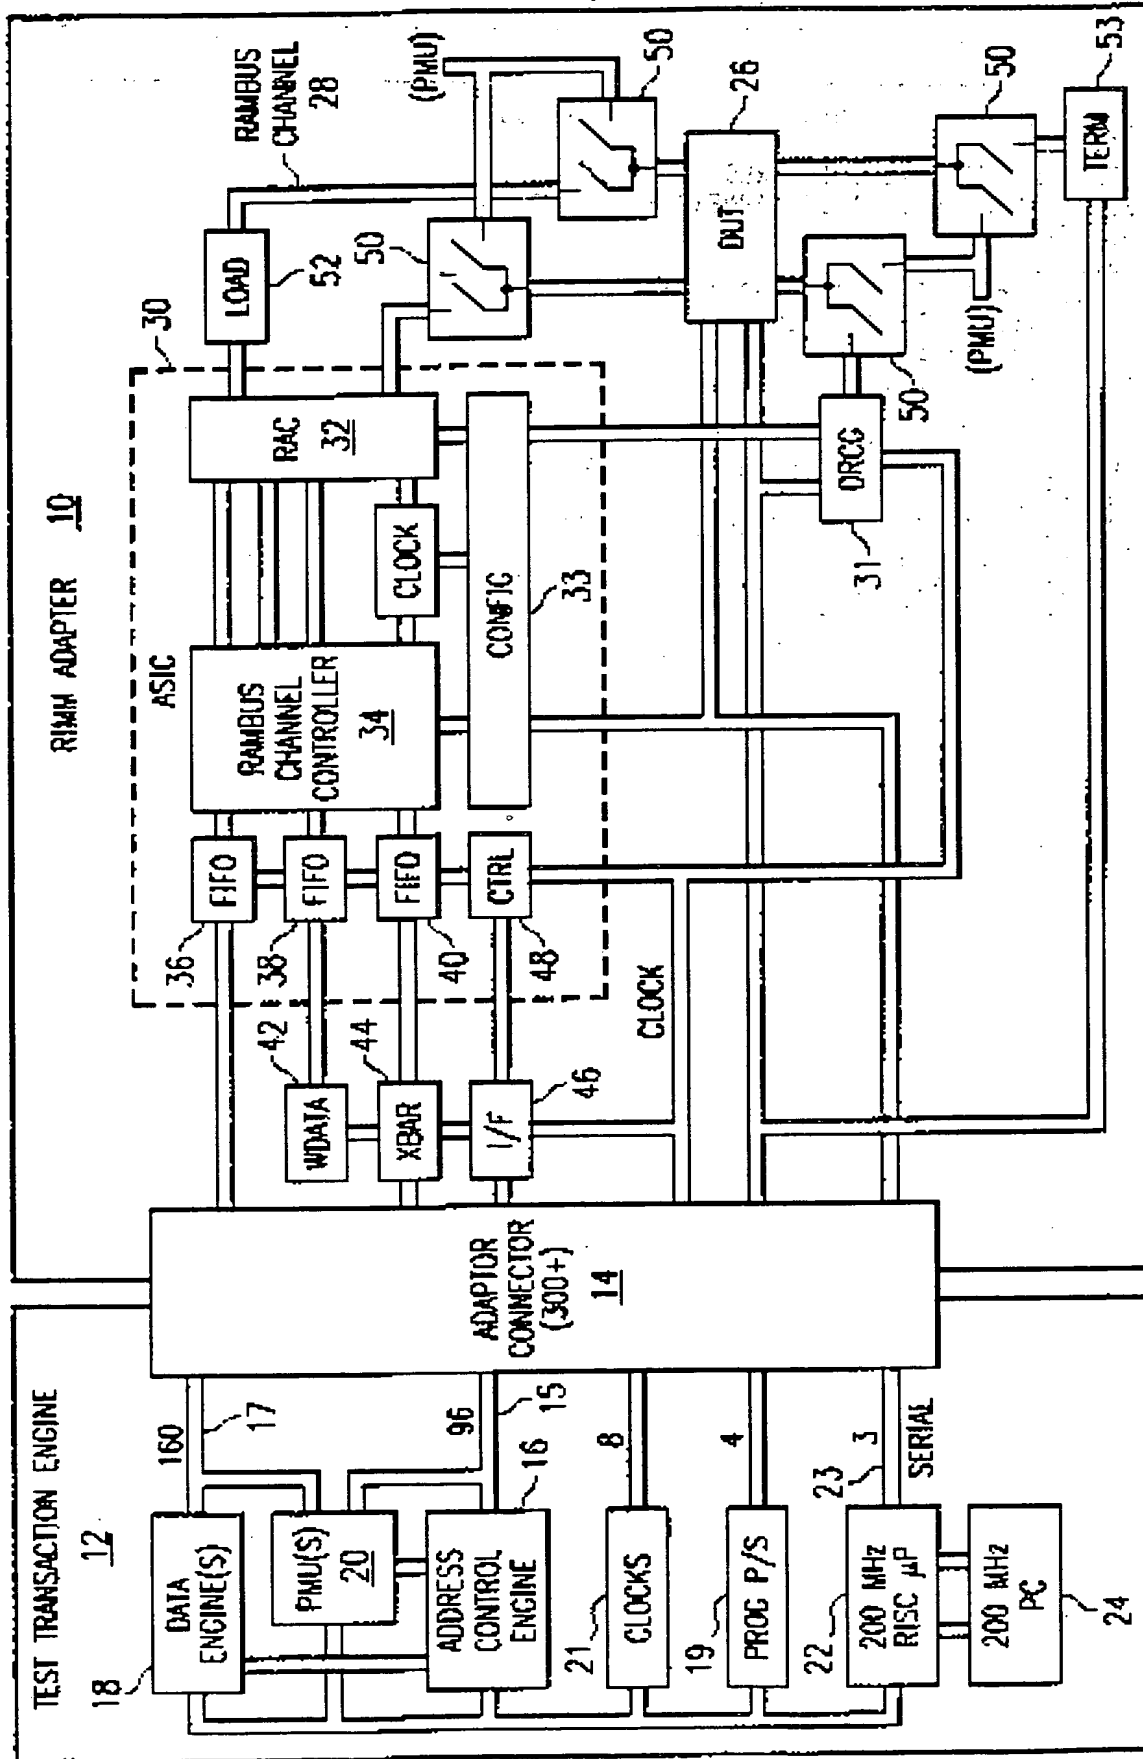 TEST TRANSACTION ENGINE
12
18
DATA
ENGINE(S)
160
17
PMU(S)
20
96
15
16
ADDRESS
CONTROL
ENGINE
21
CLOCKS
8
19
PROG P/S
4
22
200 MHz
RISC µP
23
3
SERIAL
200 MHz
PC
24
ADAPTOR
CONNECTOR
(300+)
14
RIMM ADAPTER
10
ASIC
30
36
FIFO
38
FIFO
40
FIFO
48
CTRL
42
WDATA
44
XBAR
46
I/F
CLOCK
RAMBUS
CHANNEL
CONTROLLER
34
CLOCK
RAC
32
CONFIG
33
LOAD
52
RAMBUS
CHANNEL
28
(PMU)
50
50
DUT
26
DRCG
31
50
(PMU)
50
TERM
53